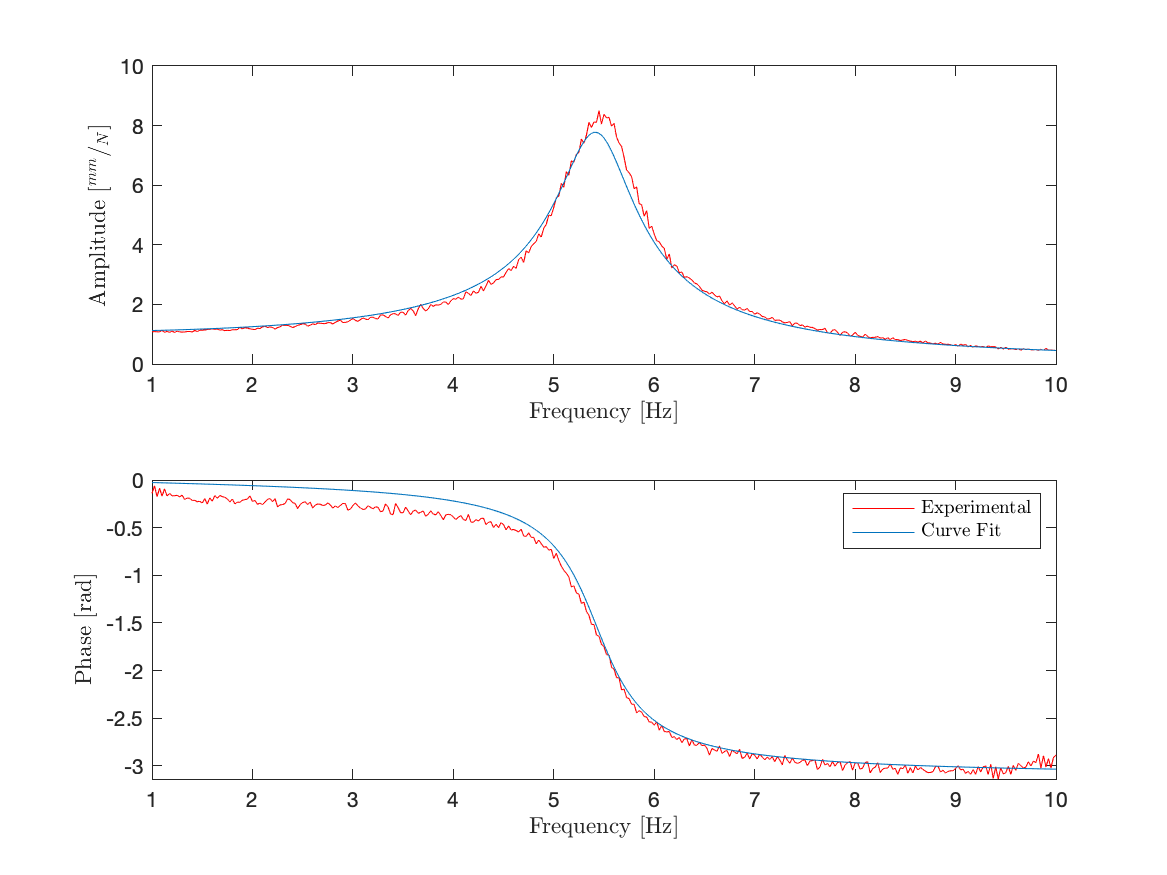 10
8
6
4
2
0
Amplitude [mm/N]
1 2 3 4 5 6 7 8 9 10
Frequency [Hz]
0
-0.5
-1
-1.5
-2
-2.5
-3
Phase [rad]
Experimental
Curve Fit
1 2 3 4 5 6 7 8 9 10
Frequency [Hz]